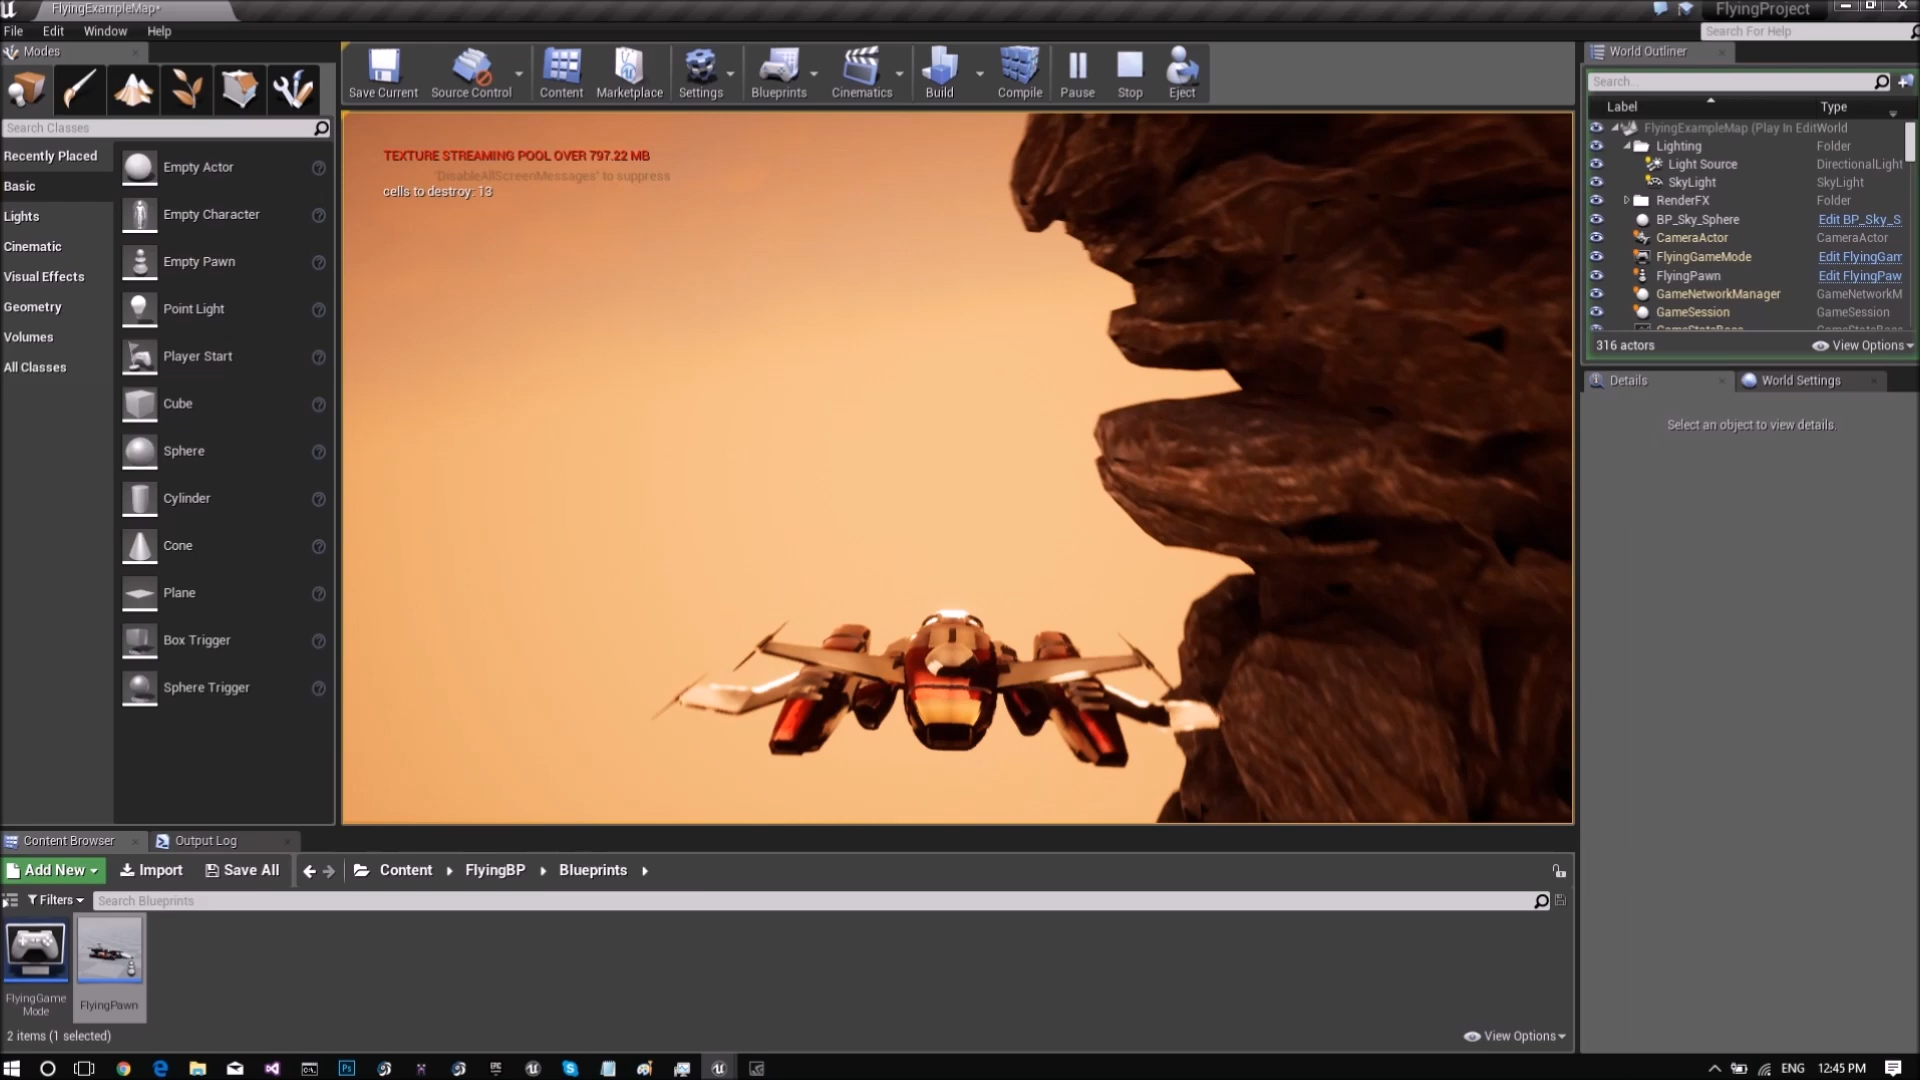 FlyingExampleMap*
FlyingProject
File Edit Window Help
Search For Help
Modes
Save Current
Source Control
Content
Marketplace
Settings
Blueprints
Cinematics
Build
Compile
Pause
Stop
Eject
World Outliner
Search...
Label Type
FlyingExampleMap (Play In Edit World
Lighting Folder
Light Source DirectionalLight
SkyLight SkyLight
RenderFX Folder
BP_Sky_Sphere Edit BP_Sky_S
CameraActor CameraActor
FlyingGameMode Edit FlyingGam
FlyingPawn Edit FlyingPaw
GameNetworkManager GameNetworkM
GameSession GameSession
GameStateBase GameStateBase
316 actors View Options
Details World Settings
Select an object to view details.
Search Classes
Recently Placed
Basic
Lights
Cinematic
Visual Effects
Geometry
Volumes
All Classes
Empty Actor
Empty Character
Empty Pawn
Point Light
Player Start
Cube
Sphere
Cylinder
Cone
Plane
Box Trigger
Sphere Trigger
TEXTURE STREAMING POOL OVER 797.22 MB
'DisableAllScreenMessages' to suppress
cells to destroy: 13
Content Browser Output Log
Add New Import Save All Content FlyingBP Blueprints
Filters Search Blueprints
FlyingGame
Mode
FlyingPawn
2 items (1 selected) View Options
ENG 12:45 PM